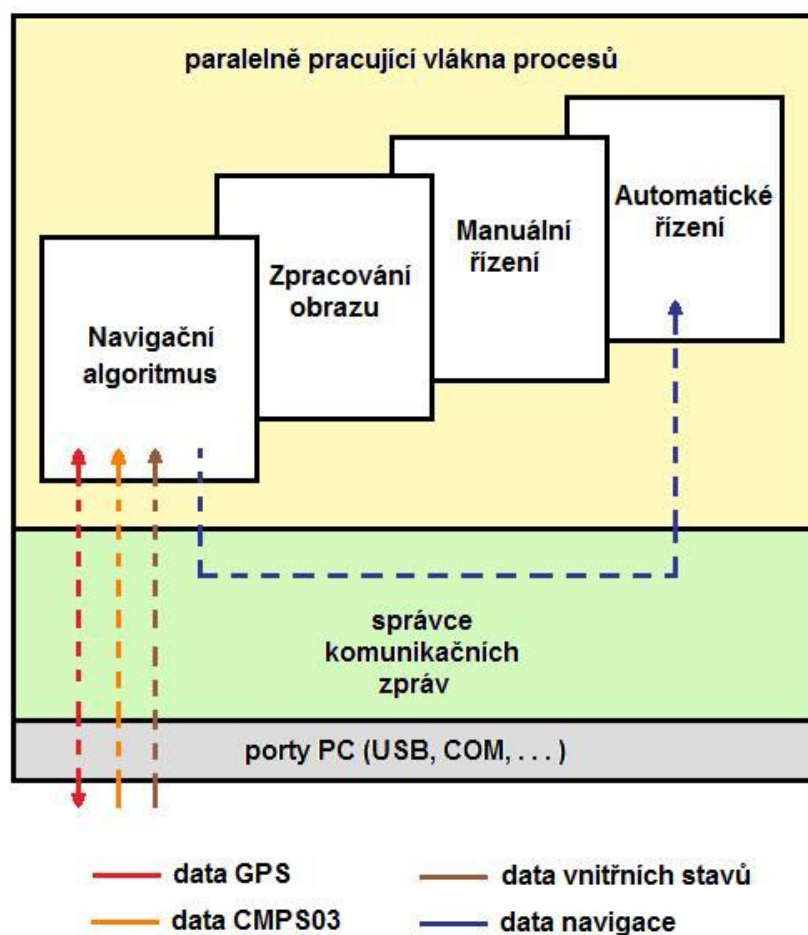 paralelně pracující vlákna procesů
Automatické
řízení
Manuální
řízení
Zpracování
obrazu
Navigační
algoritmus
správce
komunikačních
zpráv
porty PC (USB, COM, . . . )
data GPS
data vnitřních stavů
data CMPS03
data navigace